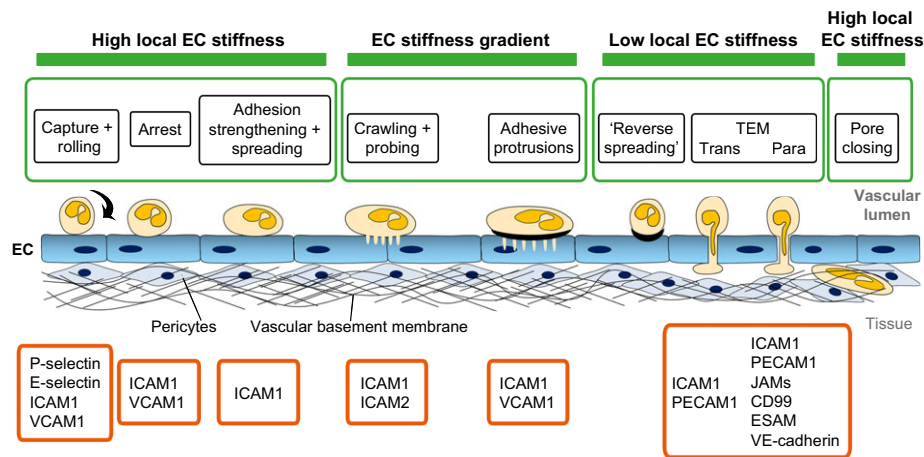 High local EC stiffness
EC stiffness gradient
Low local EC stiffness
High local
EC stiffness
Capture +
rolling
Arrest
Adhesion
strengthening +
spreading
Crawling +
probing
Adhesive
protrusions
‘Reverse
spreading’
TEM
Trans Para
Pore
closing
Vascular
lumen
EC
Pericytes
Vascular basement membrane
Tissue
P-selectin
E-selectin
ICAM1
VCAM1
ICAM1
VCAM1
ICAM1
ICAM1
ICAM2
ICAM1
VCAM1
ICAM1
PECAM1
ICAM1
PECAM1
JAMs
CD99
ESAM
VE-cadherin